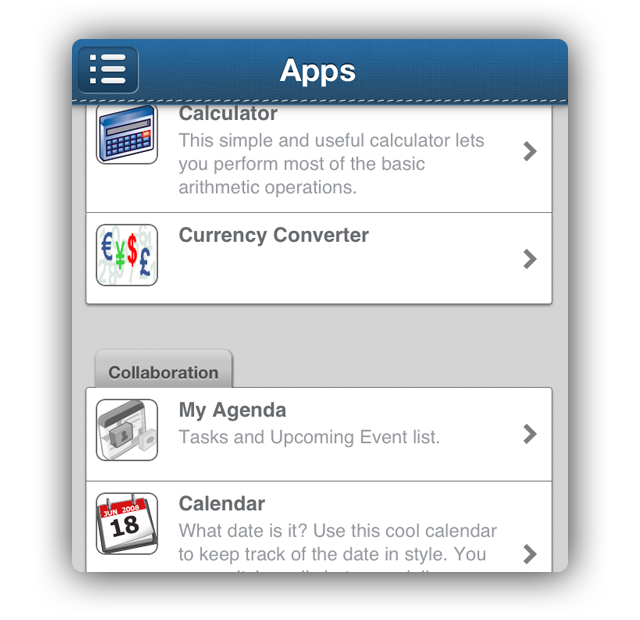 Apps
Calculator
This simple and useful calculator lets
you perform most of the basic
arithmetic operations.
Currency Converter
€ ¥ $ £
Collaboration
My Agenda
Tasks and Upcoming Event list.
JUN 2008
18
Calendar
What date is it? Use this cool calendar
to keep track of the date in style. You